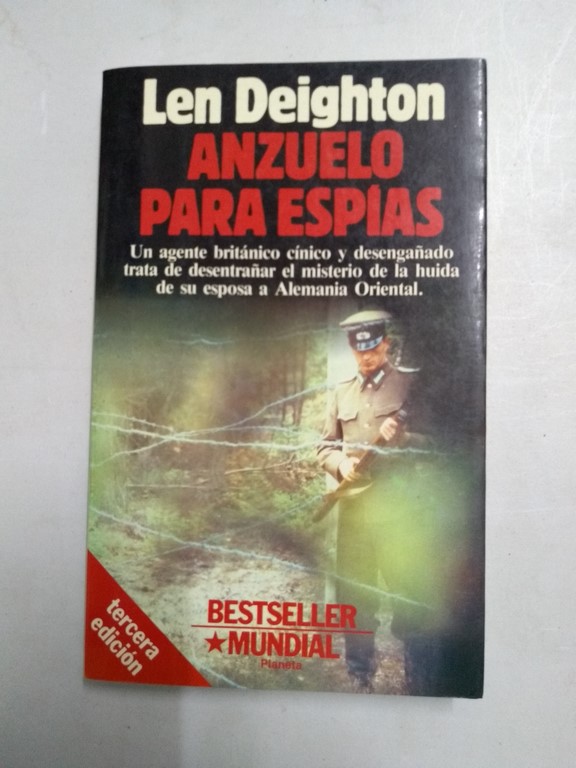 Len Deighton
ANZUELO
PARA ESPÍAS
Un agente británico cínico y desengañado
trata de desentrañar el misterio de la huida
de su esposa a Alemania Oriental.
tercera
edición
BESTSELLER
★MUNDIAL
Planeta